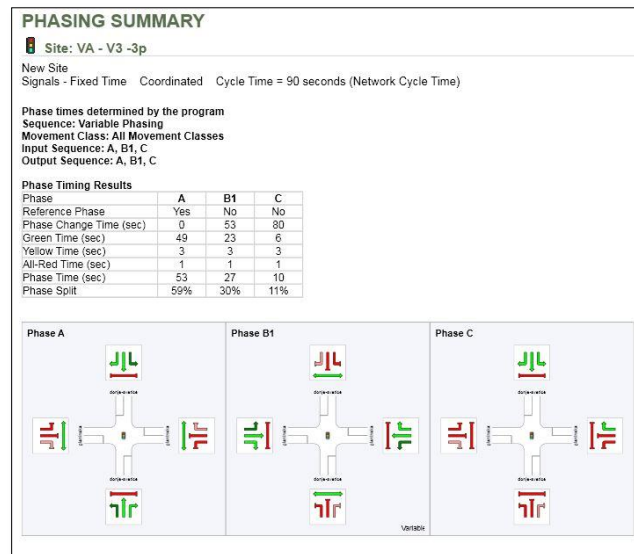 PHASING SUMMARY
Site: VA - V3 -3p
New Site
Signals - Fixed Time Coordinated Cycle Time = 90 seconds (Network Cycle Time)
Phase times determined by the program
Sequence: Variable Phasing
Movement Class: All Movement Classes
Input Sequence: A, B1, C
Output Sequence: A, B1, C
Phase Timing Results
Phase A B1 C
Reference Phase Yes No No
Phase Change Time (sec) 0 53 80
Green Time (sec) 49 23 6
Yellow Time (sec) 3 3 3
All-Red Time (sec) 1 1 1
Phase Time (sec) 53 27 10
Phase Split 59% 30% 11%
Phase A Phase B1 Phase C
Variable